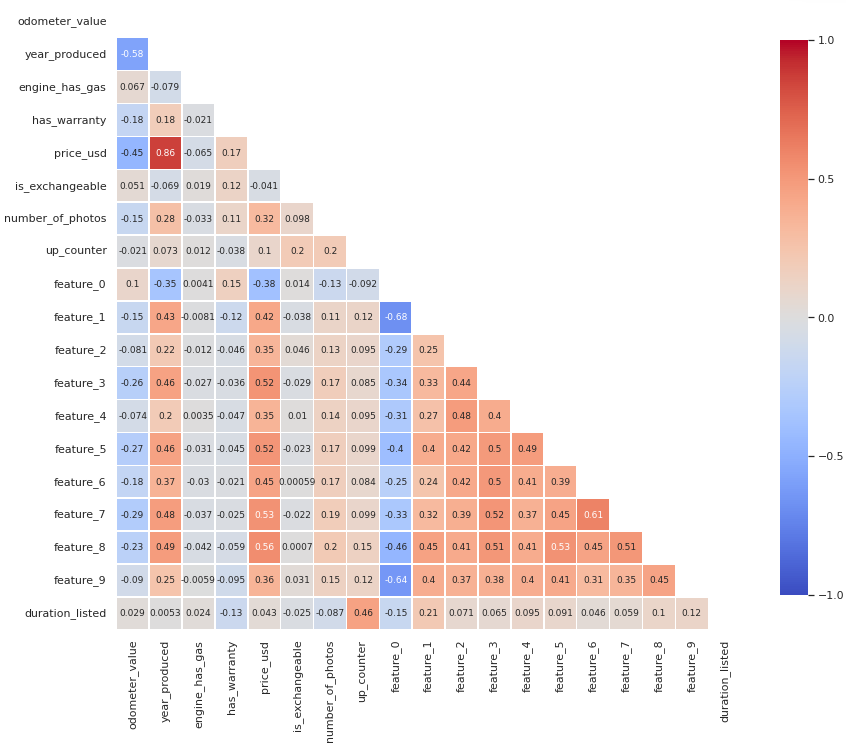 odometer_value
year_produced -0.58
engine_has_gas 0.067 -0.079
has_warranty -0.18 0.18 -0.021
price_usd -0.45 0.86 -0.065 0.17
is_exchangeable 0.051 -0.069 0.019 0.12 -0.041
number_of_photos -0.15 0.28 -0.033 0.11 0.32 0.098
up_counter -0.021 0.073 0.012 -0.038 0.1 0.2 0.2
feature_0 0.1 -0.35 0.0041 0.15 -0.38 0.014 -0.13 -0.092
feature_1 -0.15 0.43 -0.0081 -0.12 0.42 -0.038 0.11 0.12 -0.68
feature_2 -0.081 0.22 -0.012 -0.046 0.35 0.046 0.13 0.095 -0.29 0.25
feature_3 -0.26 0.46 -0.027 -0.036 0.52 -0.029 0.17 0.085 -0.34 0.33 0.44
feature_4 -0.074 0.2 0.0035 -0.047 0.35 0.01 0.14 0.095 -0.31 0.27 0.48 0.4
feature_5 -0.27 0.46 -0.031 -0.045 0.52 -0.023 0.17 0.099 -0.4 0.4 0.42 0.5 0.49
feature_6 -0.18 0.37 -0.03 -0.021 0.45 0.00059 0.17 0.084 -0.25 0.24 0.42 0.5 0.41 0.39
feature_7 -0.29 0.48 -0.037 -0.025 0.53 -0.022 0.19 0.099 -0.33 0.32 0.39 0.52 0.37 0.45 0.61
feature_8 -0.23 0.49 -0.042 -0.059 0.56 0.0007 0.2 0.15 -0.46 0.45 0.41 0.51 0.41 0.53 0.45 0.51
feature_9 -0.09 0.25 -0.0059 -0.095 0.36 0.031 0.15 0.12 -0.64 0.4 0.37 0.38 0.4 0.41 0.31 0.35 0.45
duration_listed 0.029 0.0053 0.024 -0.13 0.043 -0.025 -0.087 0.46 -0.15 0.21 0.071 0.065 0.095 0.091 0.046 0.059 0.1 0.12
odometer_value
year_produced
engine_has_gas
has_warranty
price_usd
is_exchangeable
number_of_photos
up_counter
feature_0
feature_1
feature_2
feature_3
feature_4
feature_5
feature_6
feature_7
feature_8
feature_9
duration_listed
1.0
0.5
0.0
−0.5
−1.0